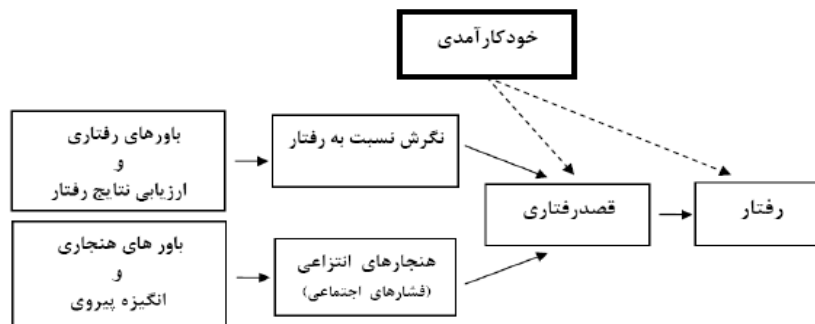 خودکارآمدی
باورهای رفتاری
و
ارزیابی نتایج رفتار
نگرش نسبت به رفتار
قصدرفتاری
رفتار
باور های هنجاری
و
انگیزه پیروی
هنجارهای انتزاعی
(فشارهای اجتماعی)